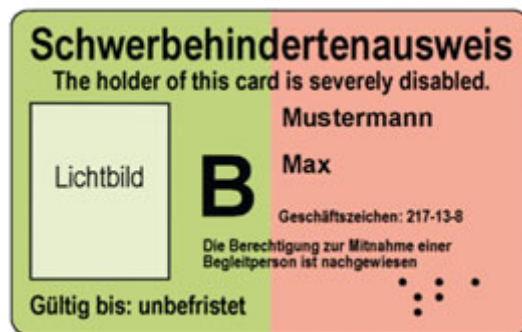 Schwerbehindertenausweis
The holder of this card is severely disabled.
Mustermann
Lichtbild
B
Max
Geschäftszeichen: 217-13-8
Die Berechtigung zur Mitnahme einer
Begleitperson ist nachgewiesen
Gültig bis: unbefristet